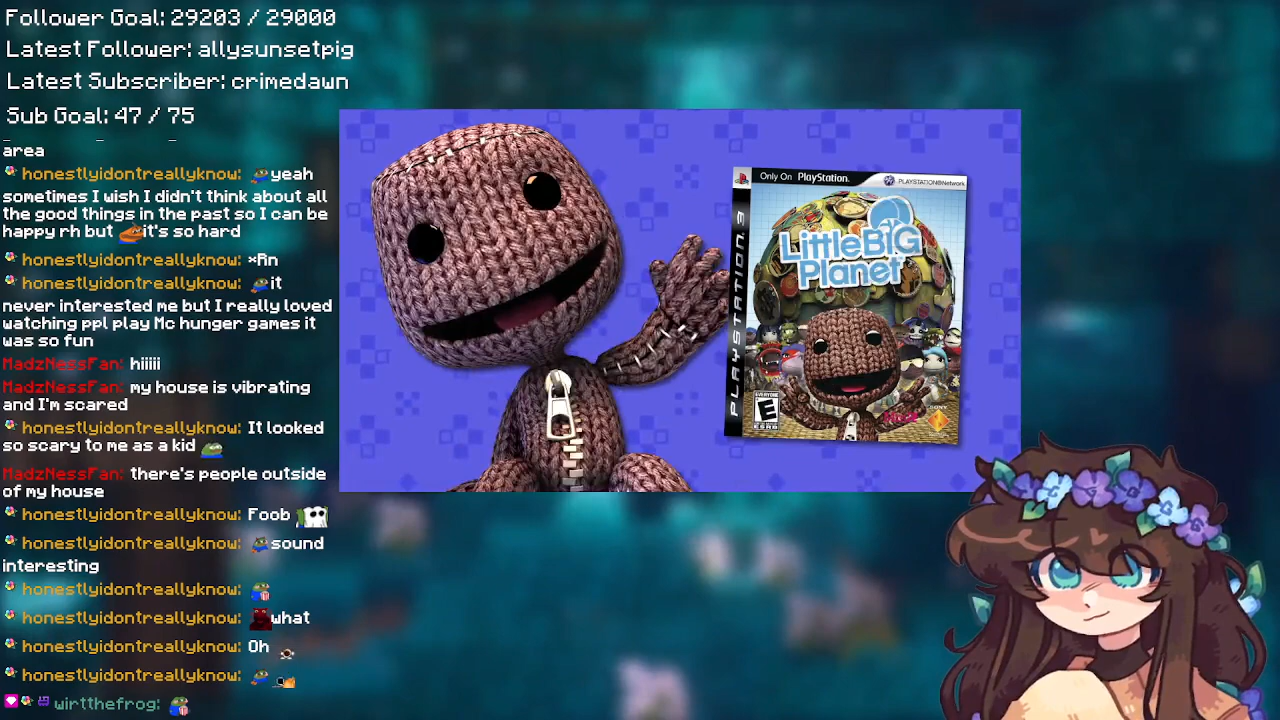 Follower Goal: 29203 / 29000
Latest Follower: allysunsetpig
Latest Subscriber: crimedawn
Sub Goal: 47 / 75
area
honestlyidontreallyknow: yeah
sometimes I wish I didn't think about all
the good things in the past so I can be
happy rh but it's so hard
honestlyidontreallyknow: *Rn
honestlyidontreallyknow: it
never interested me but I really loved
watching ppl play Mc hunger games it
was so fun
MadzNessFan: hiiiii
MadzNessFan: my house is vibrating
and I'm scared
honestlyidontreallyknow: It looked
so scary to me as a kid
MadzNessFan: there's people outside
of my house
honestlyidontreallyknow: Foob
honestlyidontreallyknow: sound
interesting
honestlyidontreallyknow:
honestlyidontreallyknow: what
honestlyidontreallyknow: Oh
honestlyidontreallyknow:
wirtthefrog:
Only On PlayStation.
PLAYSTATION®Network
PLAYSTATION 3
LittleBIG
Planet
EVERYONE
E
ESRB
SONY